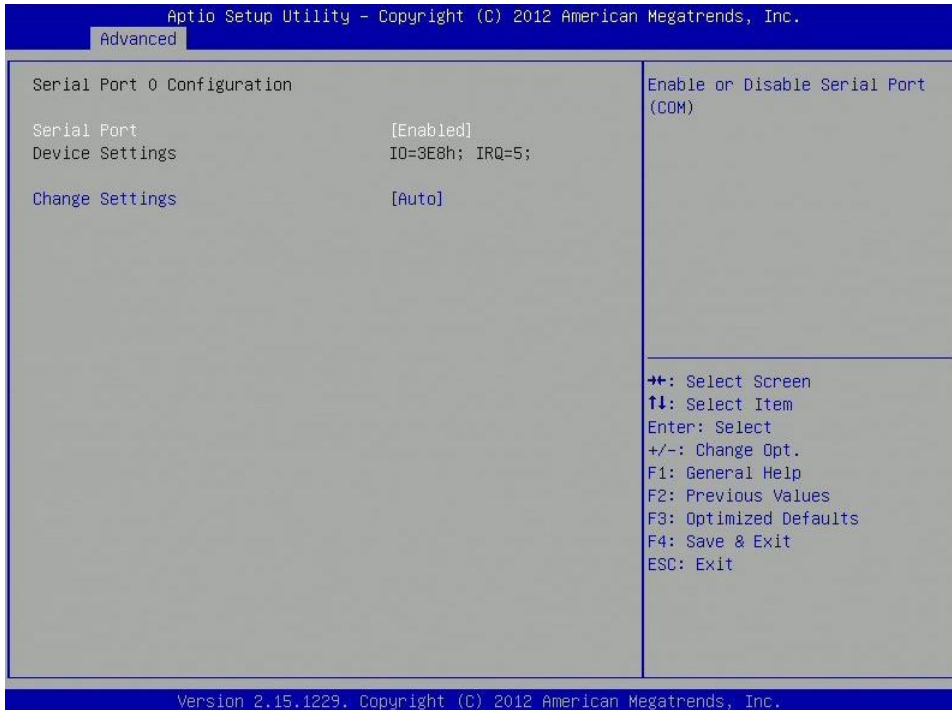 Aptio Setup Utility – Copyright (C) 2012 American Megatrends, Inc.
Advanced
Serial Port 0 Configuration
Serial Port [Enabled]
Device Settings IO=3E8h; IRQ=5;
Change Settings [Auto]
Enable or Disable Serial Port
(COM)
→←: Select Screen
↑↓: Select Item
Enter: Select
+/-: Change Opt.
F1: General Help
F2: Previous Values
F3: Optimized Defaults
F4: Save & Exit
ESC: Exit
Version 2.15.1229. Copyright (C) 2012 American Megatrends, Inc.